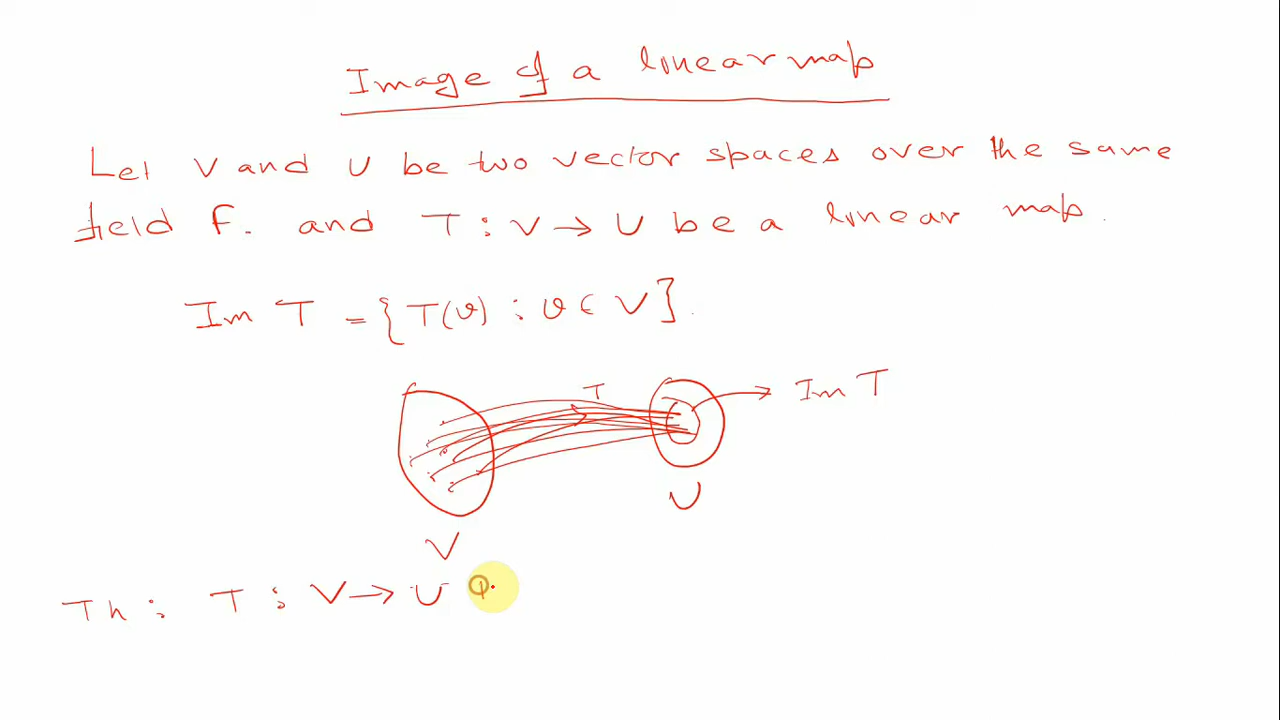 Image of a linear map
Let V and U be two vector spaces over the same
field F. and T : V → U be a linear map.
Im T = {T(v) : v ∈ V}.
T
Im T
U
V
Th : T : V → U